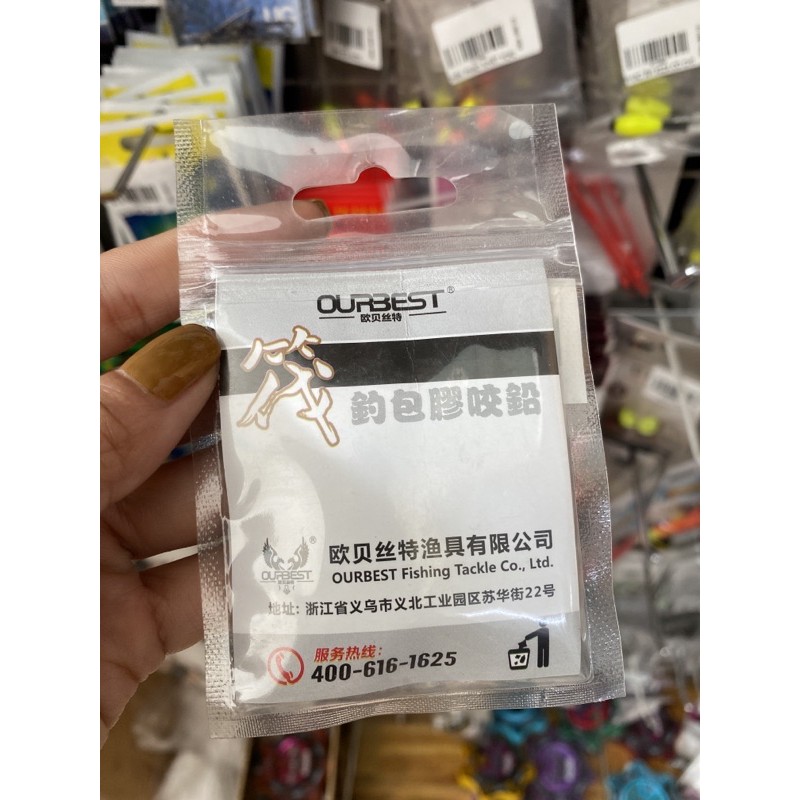 OURBEST®
欧贝丝特
筏
釣包膠咬鉛
®
OURBEST
欧贝丝特渔具有限公司
OURBEST Fishing Tackle Co., Ltd.
地址: 浙江省义乌市义北工业园区苏华街22号
服务热线:
400-616-1625